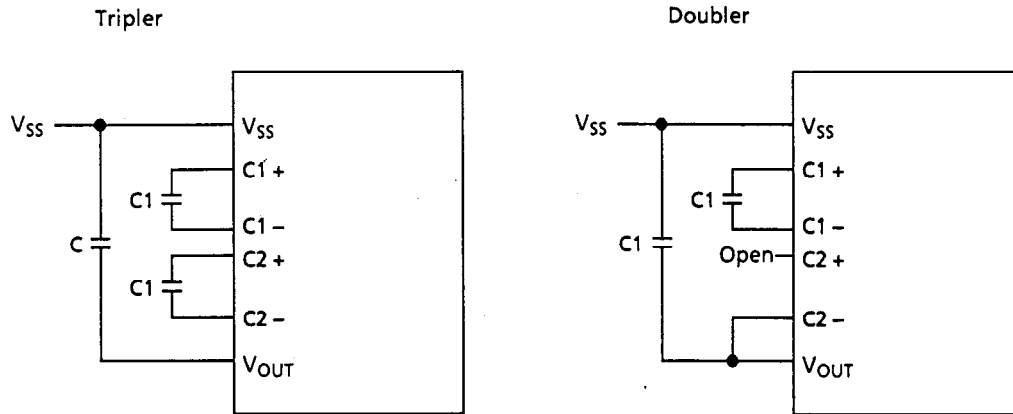 Tripler
VSS
VSS
C1 +
C1
C1 −
C
C2 +
C1
C2 −
VOUT
Doubler
VSS
VSS
C1 +
C1
C1 −
C1
Open
C2 +
C2 −
VOUT